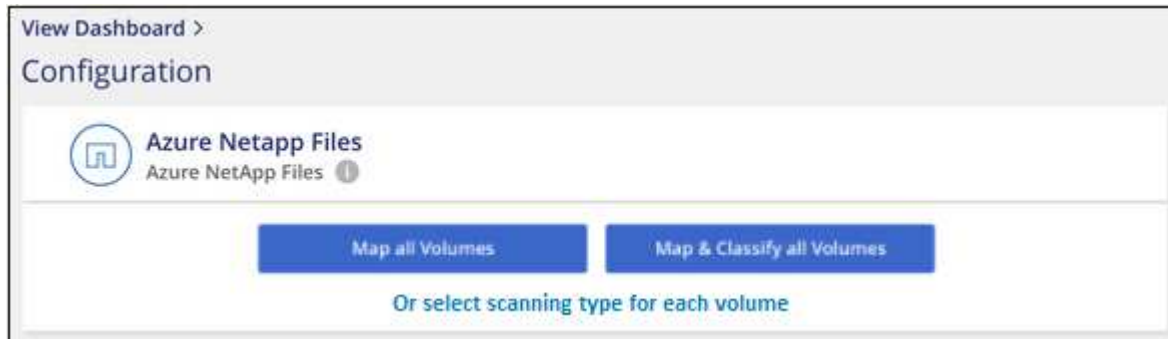 View Dashboard >
Configuration
Azure Netapp Files
Azure NetApp Files
Map all Volumes
Map & Classify all Volumes
Or select scanning type for each volume